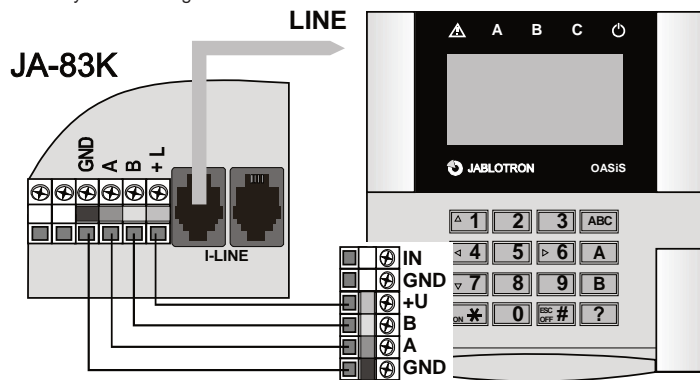 LINE
JA-83K
GND A B + L
I-LINE
A B C
JABLOTRON OASiS
1 2 3 ABC
4 5 6 A
7 8 9 B
ON * 0 ESC OFF # ?
IN
GND
+U
B
A
GND